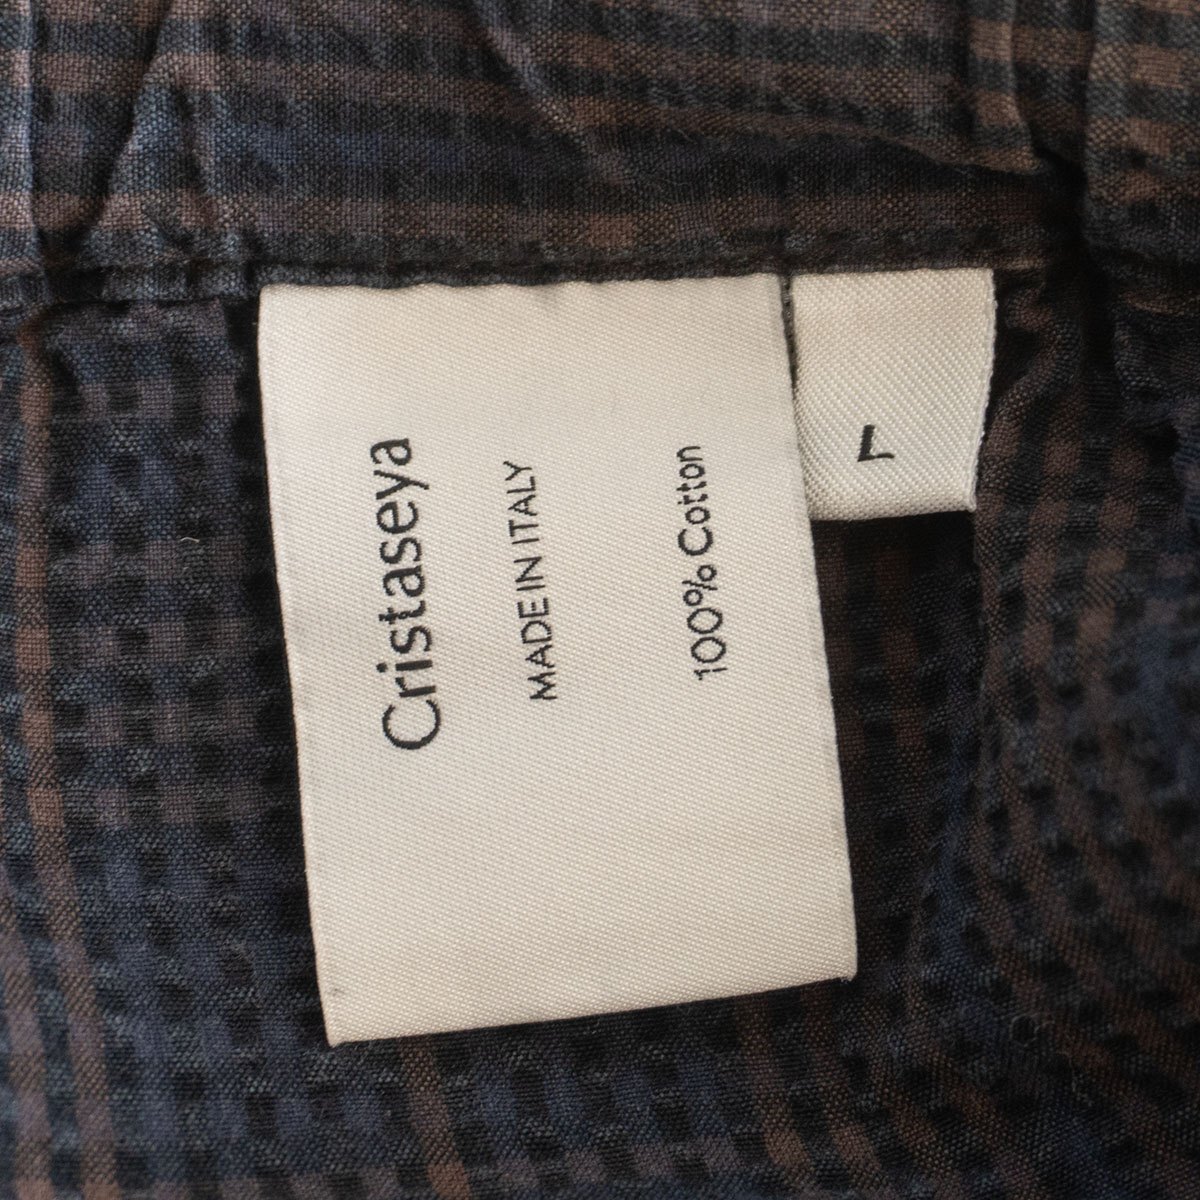 Cristaseya
MADE IN ITALY
100% Cotton
L